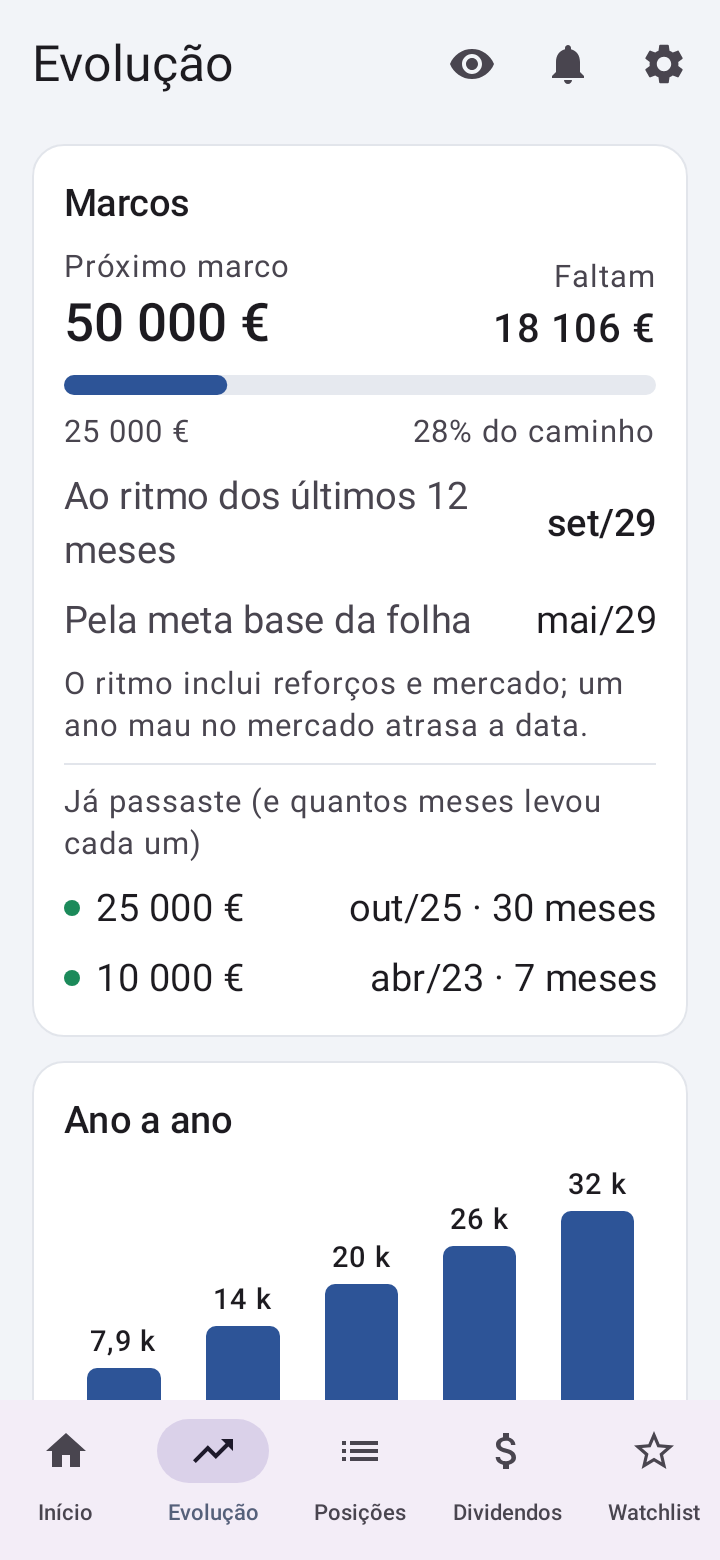 Evolução
Marcos
Próximo marco
Faltam
50 000 €
18 106 €
25 000 €
28% do caminho
Ao ritmo dos últimos 12
meses
set/29
Pela meta base da folha
mai/29
O ritmo inclui reforços e mercado; um
ano mau no mercado atrasa a data.
Já passaste (e quantos meses levou
cada um)
25 000 €
out/25 · 30 meses
10 000 €
abr/23 · 7 meses
Ano a ano
7,9 k
14 k
20 k
26 k
32 k
Início
Evolução
Posições
Dividendos
Watchlist